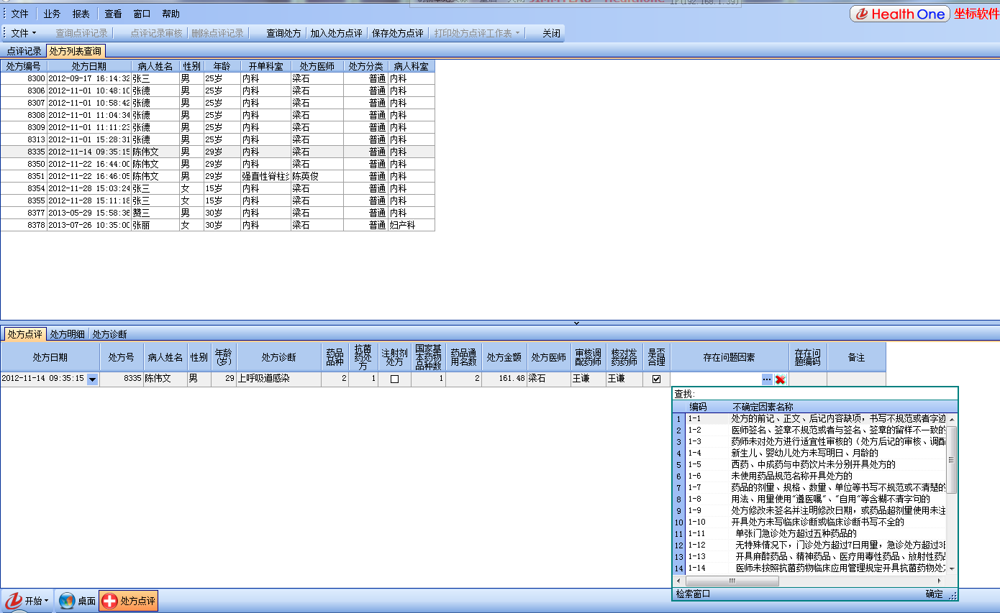 IP(192.168.1.39)
文件 业务 报表 查看 窗口 帮助
Health One 坐标软件
文件 查询点评记录 点评记录审核 删除点评记录 查询处方 加入处方点评 保存处方点评 打印处方点评工作表 关闭
点评记录 处方列表查询
处方编号 处方日期 病人姓名 性别 年龄 开单科室 处方医师 处方分类 病人科室
8300 2012-09-17 16:14:32 张三 男 25岁 内科 梁石 普通 内科
8306 2012-11-01 10:48:10 张德 男 25岁 内科 梁石 普通 内科
8307 2012-11-01 10:58:42 张德 男 25岁 内科 梁石 普通 内科
8308 2012-11-01 11:04:34 张德 男 25岁 内科 梁石 普通 内科
8309 2012-11-01 11:11:23 张德 男 25岁 内科 梁石 普通 内科
8313 2012-11-01 15:28:31 张德 男 25岁 内科 梁石 普通 内科
8335 2012-11-14 09:35:15 陈伟文 男 29岁 内科 梁石 普通 内科
8350 2012-11-22 16:44:00 陈伟文 男 29岁 内科 梁石 普通 内科
8351 2012-11-22 16:46:05 陈伟文 男 29岁 强直性脊柱 陈英俊 普通 内科
8354 2012-11-28 15:03:24 张三 女 15岁 内科 梁石 普通 内科
8355 2012-11-28 15:11:18 张三 女 15岁 内科 梁石 普通 内科
8377 2013-05-29 15:58:36 赞三 男 30岁 内科 梁石 普通 内科
8378 2013-07-26 10:35:00 张丽 女 30岁 内科 梁石 普通 妇产科
处方点评 处方明细 处方诊断
处方日期 处方号 病人姓名 性别 年龄(岁) 处方诊断 药品品种 抗菌药处方 注射剂处方 国家基本药物品种数 药品通用名数 处方金额 处方医师 审核调配药师 核对发药药师 是否合理 存在问题因素 存在问题编码 备注
2012-11-14 09:35:15 8335 陈伟文 男 29 上呼吸道感染 2 1 1 2 161.48 梁石 王谦 王谦
查找:
编码 不确定因素名称
1 1-1 处方的前记、正文、后记内容缺项，书写不规范或者字迹
2 1-2 医师签名、签章不规范或者与签名、签章的留样不一致的
3 1-3 药师未对处方进行适宜性审核的（处方后记的审核、调配
4 1-4 新生儿、婴幼儿处方未写明日、月龄的
5 1-5 西药、中成药与中药饮片未分别开具处方的
6 1-6 未使用药品规范名称开具处方的
7 1-7 药品的剂量、规格、数量、单位等书写不规范或不清楚的
8 1-8 用法、用量使用“遵医嘱”、“自用”等含糊不清字句的
9 1-9 处方修改未签名并注明修改日期，或药品超剂量使用未注
10 1-10 开具处方未写临床诊断或临床诊断书写不全的
11 1-11 单张门急诊处方超过五种药品的
12 1-12 无特殊情况下，门诊处方超过7日用量，急诊处方超过3日
13 1-13 开具麻醉药品、精神药品、医疗用毒性药品、放射性药品
14 1-14 医师未按照抗菌药物临床应用管理规定开具抗菌药物处方
检索窗口 确定
开始 桌面 处方点评